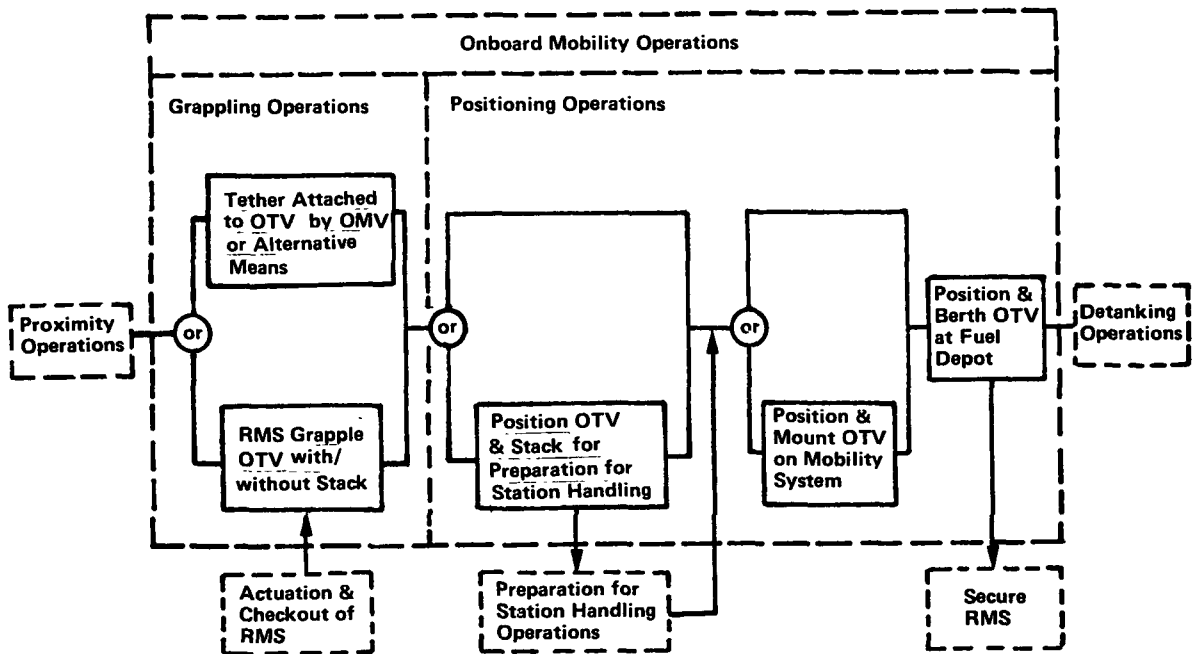 Onboard Mobility Operations
Grappling Operations
Positioning Operations
Tether Attached
to OTV by OMV
or Alternative
Means
Proximity
Operations
or
or
or
Position &
Berth OTV
at Fuel
Depot
Detanking
Operations
RMS Grapple
OTV with/
without Stack
Position OTV
& Stack for
Preparation for
Station Handling
Position &
Mount OTV
on Mobility
System
Actuation &
Checkout of
RMS
Preparation for
Station Handling
Operations
Secure
RMS